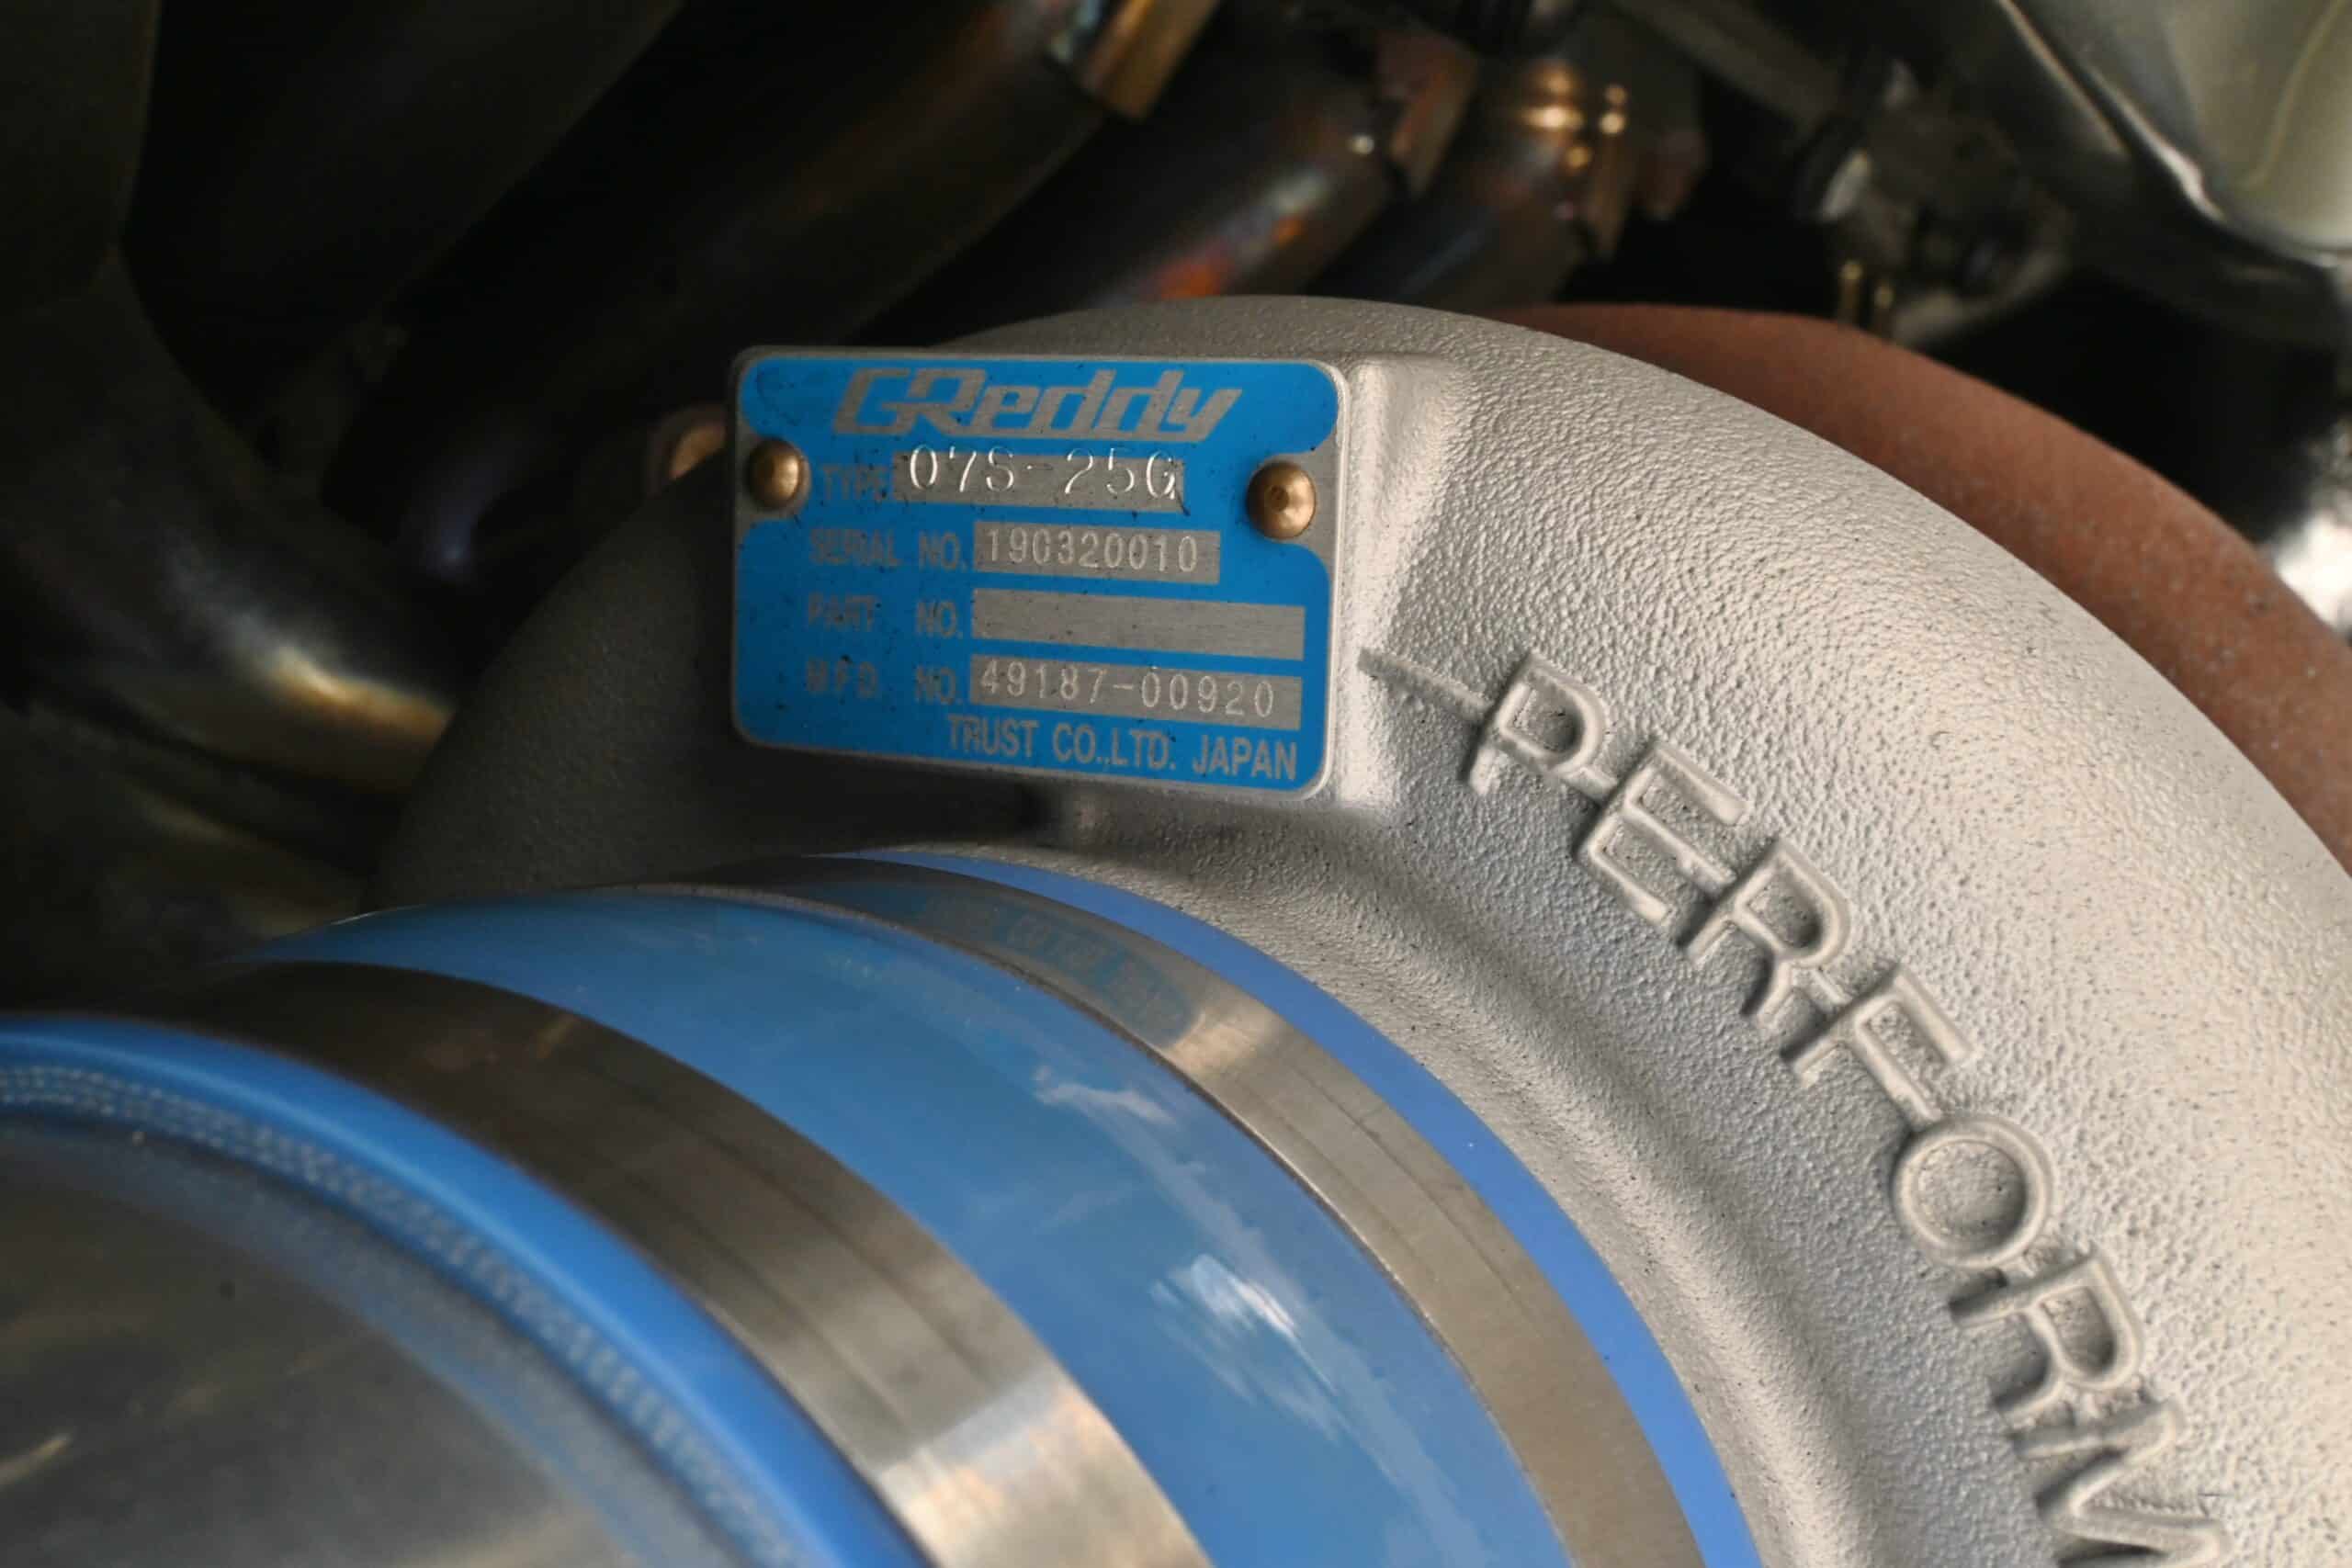 GReddy
TYPE 07S-25G
SERIAL NO. 190320010
PART NO.
M.F.D. NO. 49187-00920
TRUST CO.,LTD. JAPAN
PERFORM